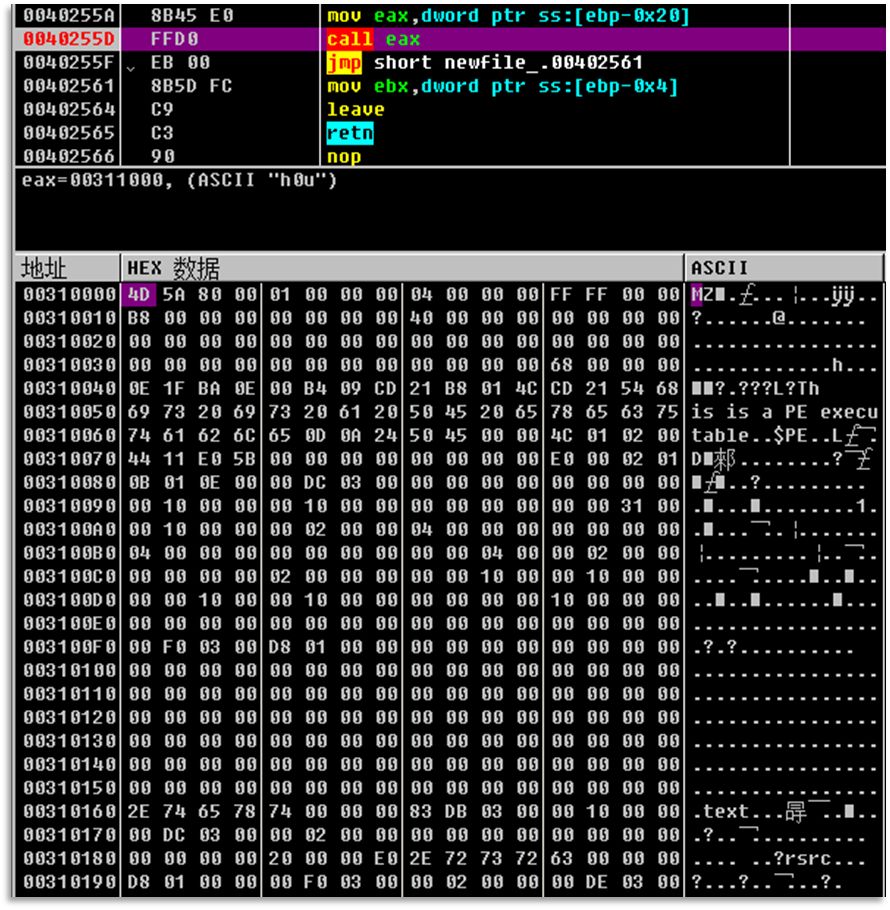 0040255A 8B45 E0 mov eax,dword ptr ss:[ebp-0x20]
0040255D FFD0 call eax
0040255F EB 00 jmp short newfile_.00402561
00402561 8B5D FC mov ebx,dword ptr ss:[ebp-0x4]
00402564 C9 leave
00402565 C3 retn
00402566 90 nop
eax=00311000, (ASCII "h0u")
地址 HEX 数据 ASCII
00310000 4D 5A 80 00 01 00 00 00 04 00 00 00 FF FF 00 00 MZ
00310010 B8 00 00 00 00 00 00 00 40 00 00 00 00 00 00 00 ?.......@.......
00310020 00 00 00 00 00 00 00 00 00 00 00 00 00 00 00 00 ................
00310030 00 00 00 00 00 00 00 00 00 00 00 00 68 00 00 00 ............h...
00310040 0E 1F BA 0E 00 B4 09 CD 21 B8 01 4C CD 21 54 68 ?.???L?Th
00310050 69 73 20 69 73 20 61 20 50 45 20 65 78 65 63 75 is is a PE execu
00310060 74 61 62 6C 65 0D 0A 24 50 45 00 00 4C 01 02 00 table..$PE..L
00310070 44 11 E0 5B 00 00 00 00 00 00 00 00 E0 00 02 01
00310080 0B 01 0E 00 00 DC 03 00 00 00 00 00 00 00 00 00
00310090 00 10 00 00 00 10 00 00 00 00 00 00 00 00 31 00
003100A0 00 10 00 00 00 02 00 00 04 00 00 00 00 00 00 00
003100B0 04 00 00 00 00 00 00 00 00 00 04 00 00 02 00 00
003100C0 00 00 00 00 02 00 00 00 00 00 10 00 00 10 00 00
003100D0 00 00 10 00 00 10 00 00 00 00 00 00 10 00 00 00
003100E0 00 00 00 00 00 00 00 00 00 00 00 00 00 00 00 00 ................
003100F0 00 F0 03 00 D8 01 00 00 00 00 00 00 00 00 00 00 .?.?..........
00310100 00 00 00 00 00 00 00 00 00 00 00 00 00 00 00 00 ................
00310110 00 00 00 00 00 00 00 00 00 00 00 00 00 00 00 00 ................
00310120 00 00 00 00 00 00 00 00 00 00 00 00 00 00 00 00 ................
00310130 00 00 00 00 00 00 00 00 00 00 00 00 00 00 00 00 ................
00310140 00 00 00 00 00 00 00 00 00 00 00 00 00 00 00 00 ................
00310150 00 00 00 00 00 00 00 00 00 00 00 00 00 00 00 00 ................
00310160 2E 74 65 78 74 00 00 00 83 DB 03 00 00 10 00 00 .text...
00310170 00 DC 03 00 00 02 00 00 00 00 00 00 00 00 00 00
00310180 00 00 00 00 20 00 00 E0 2E 72 73 72 63 00 00 00 .... ..?rsrc...
00310190 D8 01 00 00 00 F0 03 00 00 02 00 00 00 DE 03 00